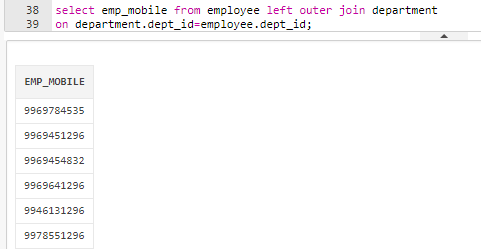 38 select emp_mobile from employee left outer join department
39 on department.dept_id=employee.dept_id;
EMP_MOBILE
9969784535
9969451296
9969454832
9969641296
9946131296
9978551296